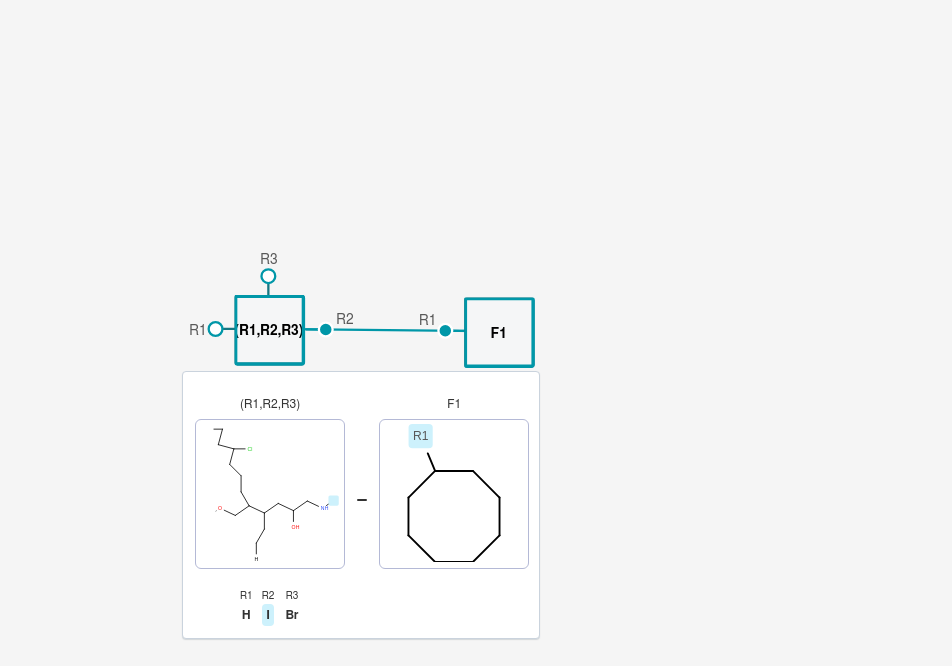 R3
R1 (R1,R2,R3) R2 R1 F1
(R1,R2,R3) F1
R1
Cl
O
NH
OH
H
R1 R2 R3
H I Br